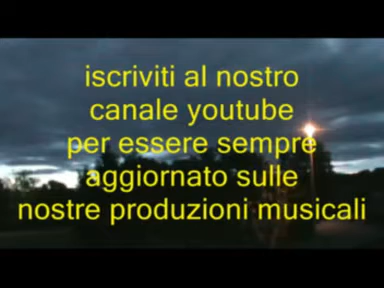 iscriviti al nostro
canale youtube
per essere sempre
aggiornato sulle
nostre produzioni musicali